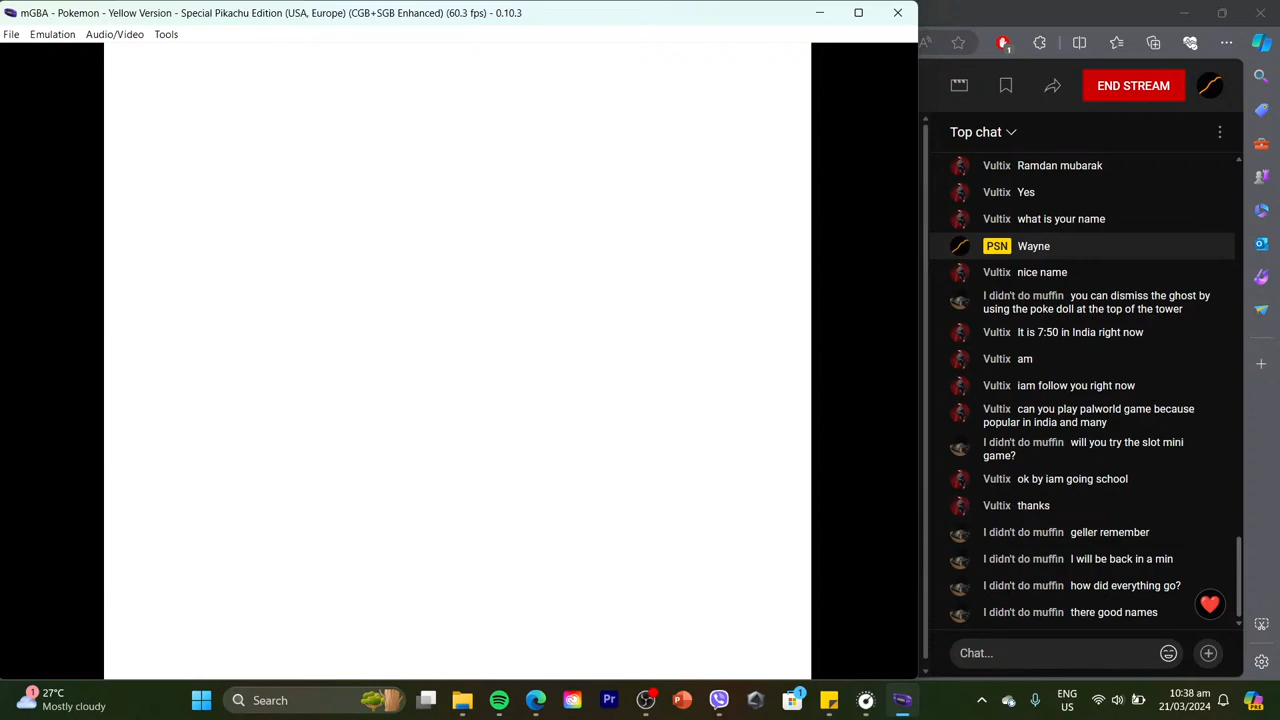 mGBA - Pokemon - Yellow Version - Special Pikachu Edition (USA, Europe) (CGB+SGB Enhanced) (60.3 fps) - 0.10.3
File Emulation Audio/Video Tools
1
END STREAM
Top chat
Vultix Ramdan mubarak
Vultix Yes
Vultix what is your name
PSN Wayne
Vultix nice name
I didn't do muffin you can dismiss the ghost by
using the poke doll at the top of the tower
Vultix It is 7:50 in India right now
Vultix am
Vultix iam follow you right now
Vultix can you play palworld game because
popular in india and many
I didn't do muffin will you try the slot mini
game?
Vultix ok by iam going school
Vultix thanks
I didn't do muffin geller remember
I didn't do muffin I will be back in a min
I didn't do muffin how did everything go?
I didn't do muffin there good names
Chat...
1
27°C
Mostly cloudy
Search
Pr
1
ENG
US
10:38 am
21/03/2024